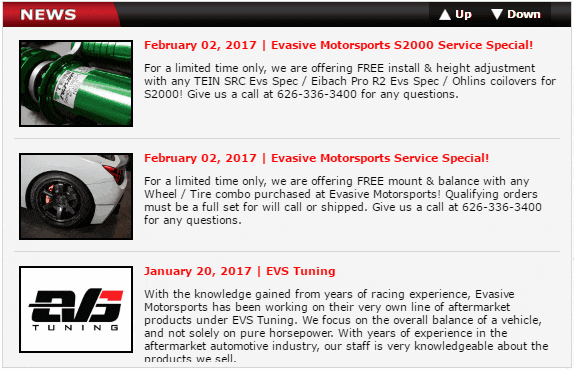 NEWS
▲ Up ▼ Down
February 02, 2017 | Evasive Motorsports S2000 Service Special!
For a limited time only, we are offering FREE install & height adjustment
with any TEIN SRC Evs Spec / Eibach Pro R2 Evs Spec / Ohlins coilovers for
S2000! Give us a call at 626-336-3400 for any questions.
February 02, 2017 | Evasive Motorsports Service Special!
For a limited time only, we are offering FREE mount & balance with any
Wheel / Tire combo purchased at Evasive Motorsports! Qualifying orders
must be a full set for will call or shipped. Give us a call at 626-336-3400
for any questions.
EVS
TUNING
January 20, 2017 | EVS Tuning
With the knowledge gained from years of racing experience, Evasive
Motorsports has been working on their very own line of aftermarket
products under EVS Tuning. We focus on the overall balance of a vehicle,
and not solely on pure horsepower. With years of experience in the
aftermarket automotive industry, our staff is very knowledgeable about the
products we sell.